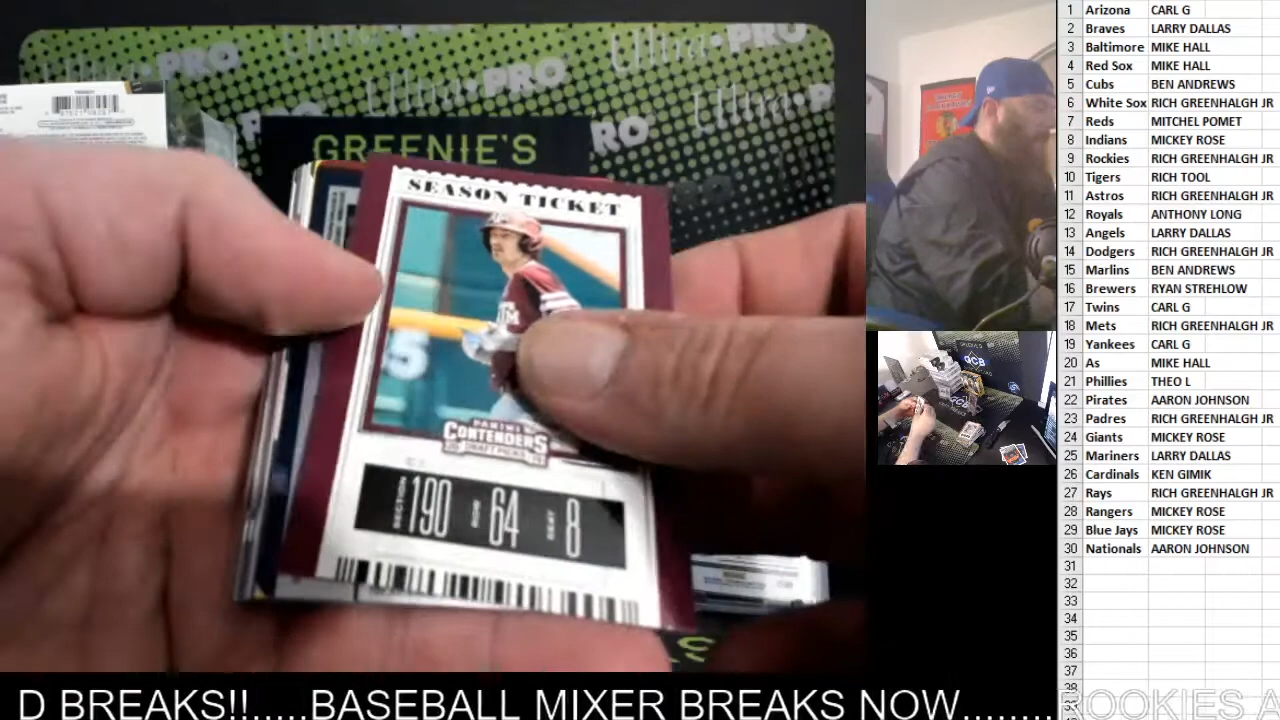 Ultra•PRO
Ultra•PRO
Ultra•PRO
GREENIE'S
SEASON TICKET
PANINI
CONTENDERS
DRAFT PICKS
SECTION 190 ROW 64 SEAT 8
1 Arizona CARL G
2 Braves LARRY DALLAS
3 Baltimore MIKE HALL
4 Red Sox MIKE HALL
5 Cubs BEN ANDREWS
6 White Sox RICH GREENHALGH JR
7 Reds MITCHEL POMET
8 Indians MICKEY ROSE
9 Rockies RICH GREENHALGH JR
10 Tigers RICH TOOL
11 Astros RICH GREENHALGH JR
12 Royals ANTHONY LONG
13 Angels LARRY DALLAS
14 Dodgers RICH GREENHALGH JR
15 Marlins BEN ANDREWS
16 Brewers RYAN STREHLOW
17 Twins CARL G
18 Mets RICH GREENHALGH JR
19 Yankees CARL G
20 As MIKE HALL
21 Phillies THEO L
22 Pirates AARON JOHNSON
23 Padres RICH GREENHALGH JR
24 Giants MICKEY ROSE
25 Mariners LARRY DALLAS
26 Cardinals KEN GIMIK
27 Rays RICH GREENHALGH JR
28 Rangers MICKEY ROSE
29 Blue Jays MICKEY ROSE
30 Nationals AARON JOHNSON
31
32
33
34
35
36
37
38
D BREAKS!!.....BASEBALL MIXER BREAKS NOW........ROOKIES A